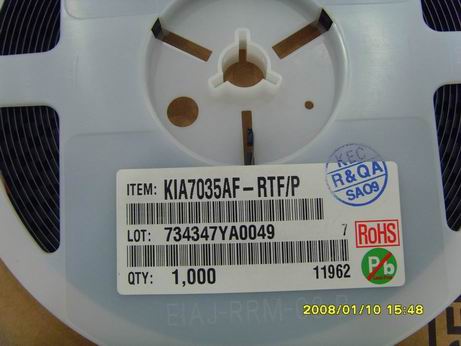 KEC
R&QA
SA09
ITEM: KIA7035AF-RTF/P
LOT: 734347YA0049 7
RoHS
Pb
QTY: 1,000 11962
EIAJ-RRM-
2008/01/10 15:48